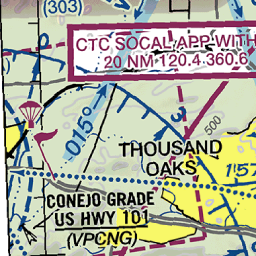 (303)
CTC SOCAL APP WITH
20 NM 120.4 360.6
015°
500
THOUSAND
OAKS
157
CONEJO GRADE
US HWY 101
(VPCNG)